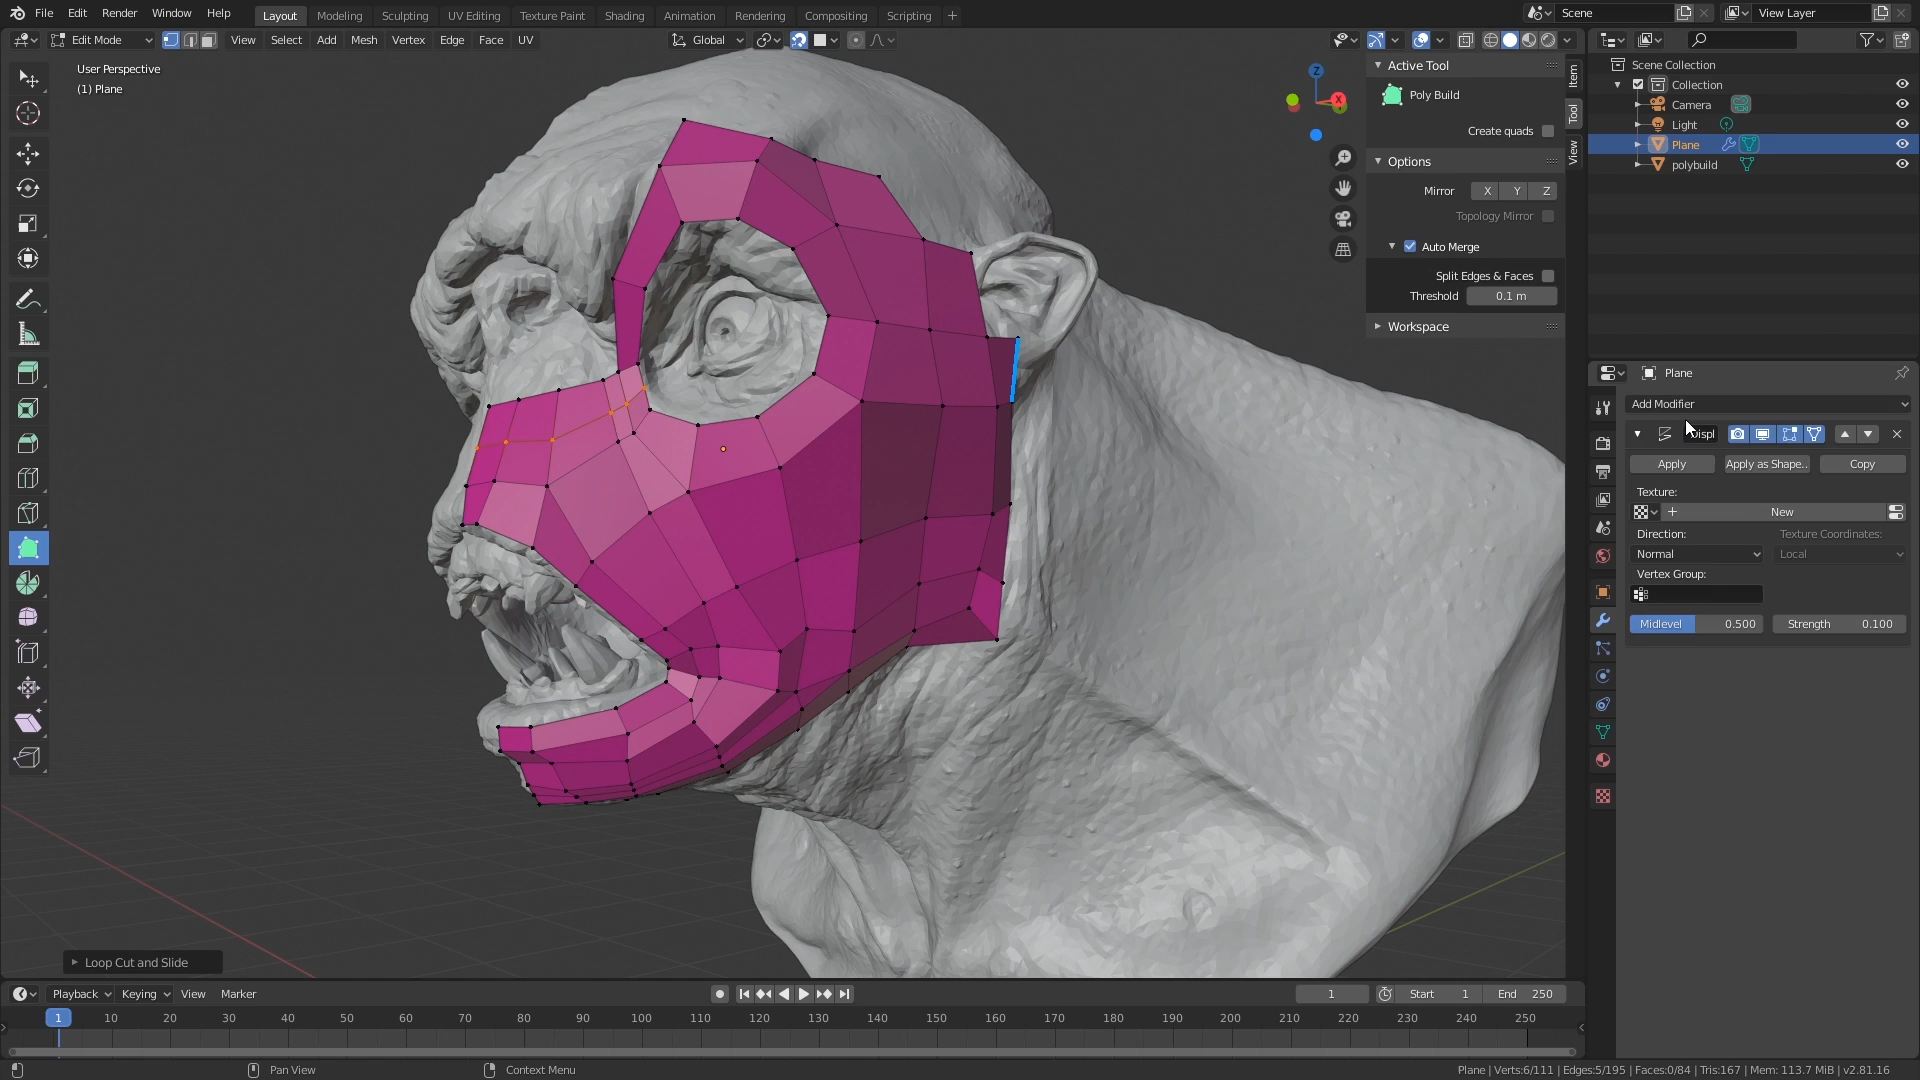 File Edit Render Window Help Layout Modeling Sculpting UV Editing Texture Paint Shading Animation Rendering Compositing Scripting + Scene View Layer
Edit Mode View Select Add Mesh Vertex Edge Face UV Global
User Perspective
(1) Plane
Z
X
Active Tool
Poly Build
Create quads
Options
Mirror X Y Z
Topology Mirror
Auto Merge
Split Edges & Faces
Threshold 0.1 m
Workspace
Item
Tool
View
Scene Collection
Collection
Camera
Light
Plane
polybuild
Plane
Add Modifier
Displ
Apply Apply as Shape.. Copy
Texture:
New
Direction: Texture Coordinates:
Normal Local
Vertex Group:
Midlevel 0.500 Strength 0.100
Loop Cut and Slide
Playback Keying View Marker 1 Start 1 End 250
1 10 20 30 40 50 60 70 80 90 100 110 120 130 140 150 160 170 180 190 200 210 220 230 240 250
Pan View Context Menu Plane | Verts:6/111 | Edges:5/195 | Faces:0/84 | Tris:167 | Mem: 113.7 MiB | v2.81.16